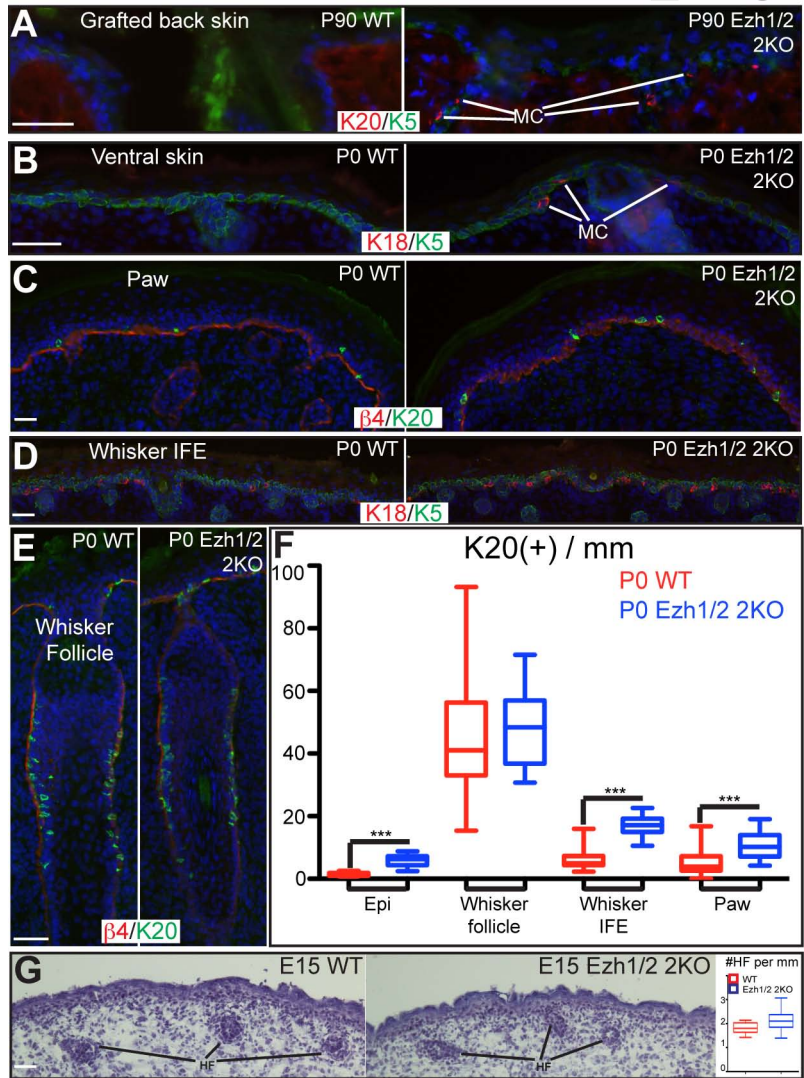 A
Grafted back skin
P90 WT
P90 Ezh1/2
2KO
MC
K20/K5
B
Ventral skin
P0 WT
P0 Ezh1/2
2KO
MC
K18/K5
C
Paw
P0 WT
P0 Ezh1/2
2KO
β4/K20
D
Whisker IFE
P0 WT
P0 Ezh1/2 2KO
K18/K5
E
P0 WT
P0 Ezh1/2
2KO
Whisker
Follicle
β4/K20
F
K20(+) / mm
P0 WT
P0 Ezh1/2 2KO
100
80
60
40
20
0
***
***
***
Epi
Whisker
follicle
Whisker
IFE
Paw
G
E15 WT
HF
E15 Ezh1/2 2KO
HF
#HF per mm
WT
Ezh1/2 2KO
3
2
1
0